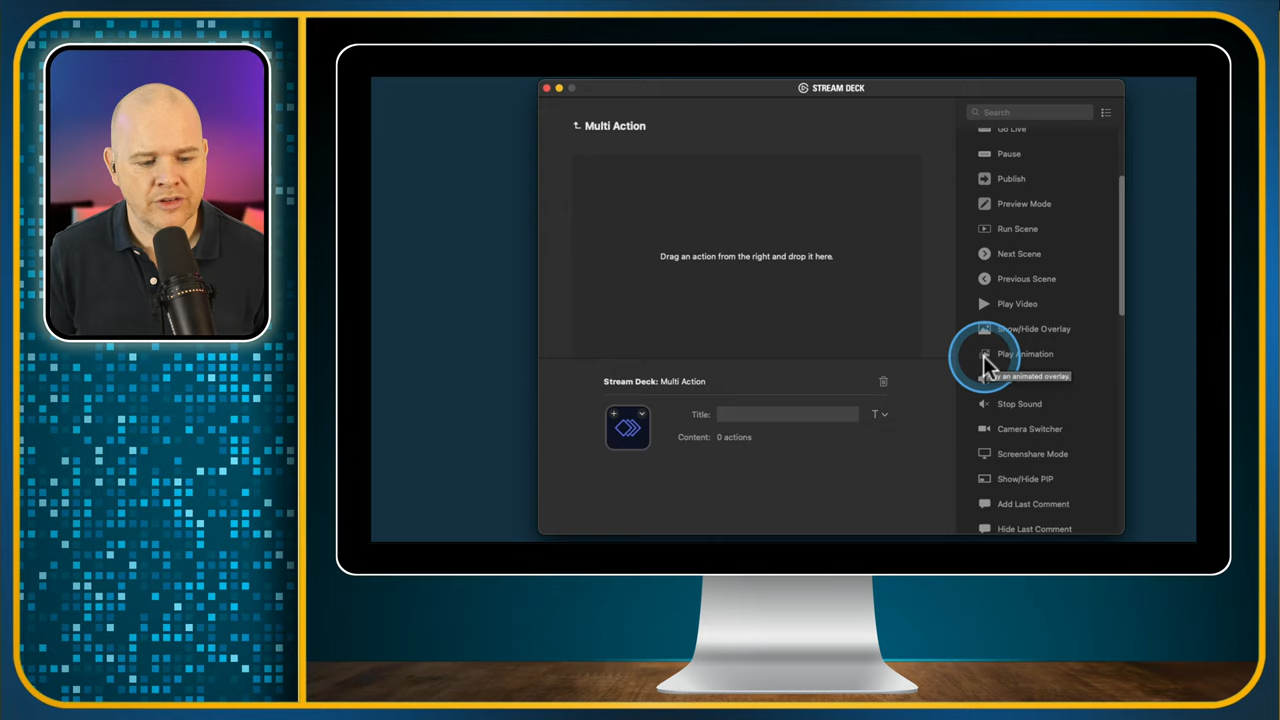 STREAM DECK
Multi Action
Search
Go Live
Pause
Publish
Preview Mode
Run Scene
Next Scene
Previous Scene
Play Video
Show/Hide Overlay
Play Animation
an animated overlay.
Stop Sound
Camera Switcher
Screenshare Mode
Show/Hide PIP
Add Last Comment
Hide Last Comment
Drag an action from the right and drop it here.
Stream Deck: Multi Action
Title:
T
Content: 0 actions